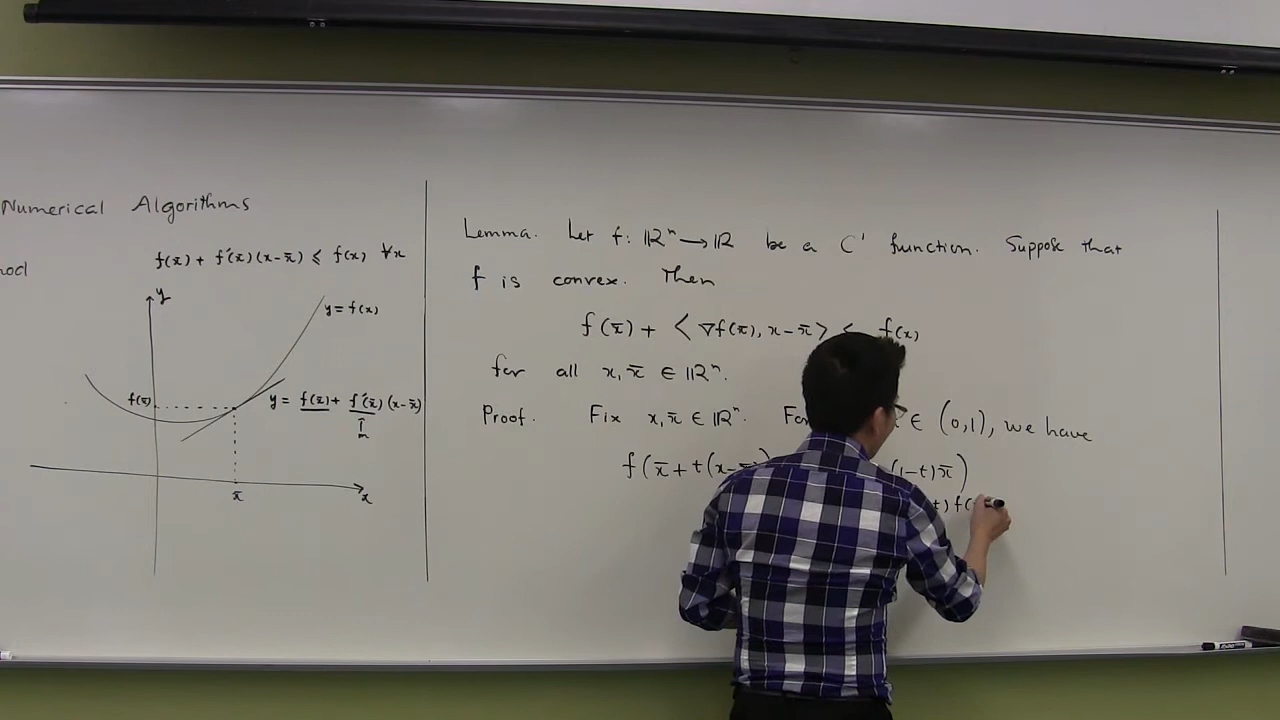 Numerical Algorithms
f(x̄) + f'(x̄)(x-x̄) ⩽ f(x) ∀x
y
y = f(x)
f(x̄)
y = f(x̄) + f'(x̄)(x-x̄)
m
x̄
x
Lemma. Let f: ℝⁿ → ℝ be a C' function. Suppose that
f is convex. Then
f(x̄) + ⟨∇f(x̄), x-x̄⟩ ⩽ f(x)
for all x, x̄ ∈ ℝⁿ.
Proof. Fix x, x̄ ∈ ℝⁿ. For ∈ (0,1), we have
f(x̄ + t(x-x̄) (1-t)x̄)
t) f(